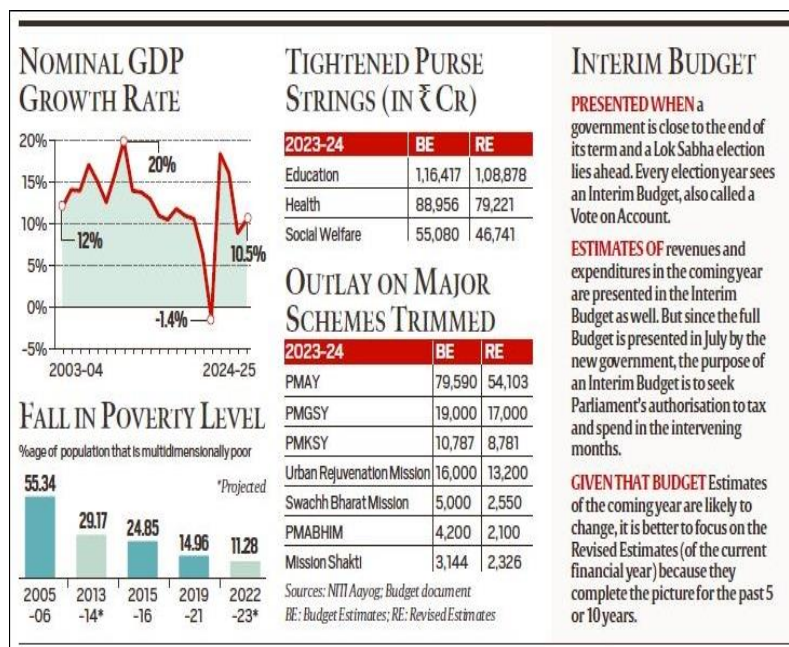 NOMINAL GDP
GROWTH RATE
20%
15%
10%
5%
0%
-5%
20%
12%
10.5%
-1.4%
2003-04 2024-25
FALL IN POVERTY LEVEL
%age of population that is multidimensionally poor
*Projected
55.34 29.17 24.85 14.96 11.28
2005 2013 2015 2019 2022
-06 -14* -16 -21 -23*
TIGHTENED PURSE
STRINGS (IN ₹ CR)
2023-24 BE RE
Education 1,16,417 1,08,878
Health 88,956 79,221
Social Welfare 55,080 46,741
OUTLAY ON MAJOR
SCHEMES TRIMMED
2023-24 BE RE
PMAY 79,590 54,103
PMGSY 19,000 17,000
PMKSY 10,787 8,781
Urban Rejuvenation Mission 16,000 13,200
Swachh Bharat Mission 5,000 2,550
PMABHIM 4,200 2,100
Mission Shakti 3,144 2,326
Sources: NITI Aayog; Budget document
BE: Budget Estimates; RE: Revised Estimates
INTERIM BUDGET
PRESENTED WHEN a
government is close to the end of
its term and a Lok Sabha election
lies ahead. Every election year sees
an Interim Budget, also called a
Vote on Account.
ESTIMATES OF revenues and
expenditures in the coming year
are presented in the Interim
Budget as well. But since the full
Budget is presented in July by the
new government, the purpose of
an Interim Budget is to seek
Parliament's authorisation to tax
and spend in the intervening
months.
GIVEN THAT BUDGET Estimates
of the coming year are likely to
change, it is better to focus on the
Revised Estimates (of the current
financial year) because they
complete the picture for the past 5
or 10 years.